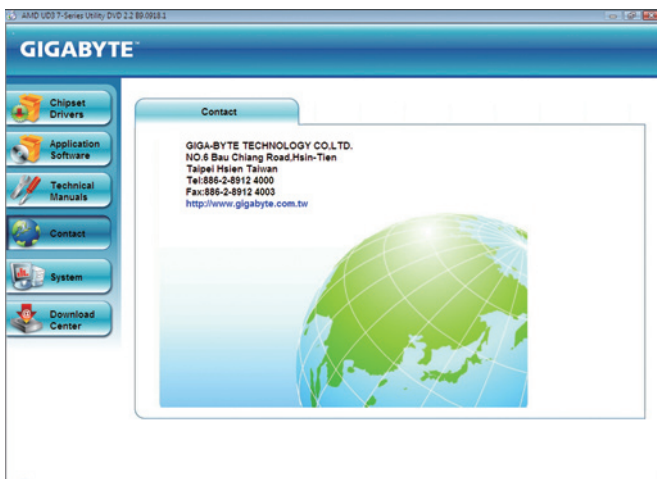 AMD UD3 7-Series Utility DVD 2.2 B9.0918.1
GIGABYTE™
Chipset
Drivers
Application
Software
Technical
Manuals
Contact
System
Download
Center
Contact
GIGA-BYTE TECHNOLOGY CO,LTD.
NO.6 Bau Chiang Road,Hsin-Tien
Taipei Hsien Taiwan
Tel:886-2-8912 4000
Fax:886-2-8912 4003
http://www.gigabyte.com.tw